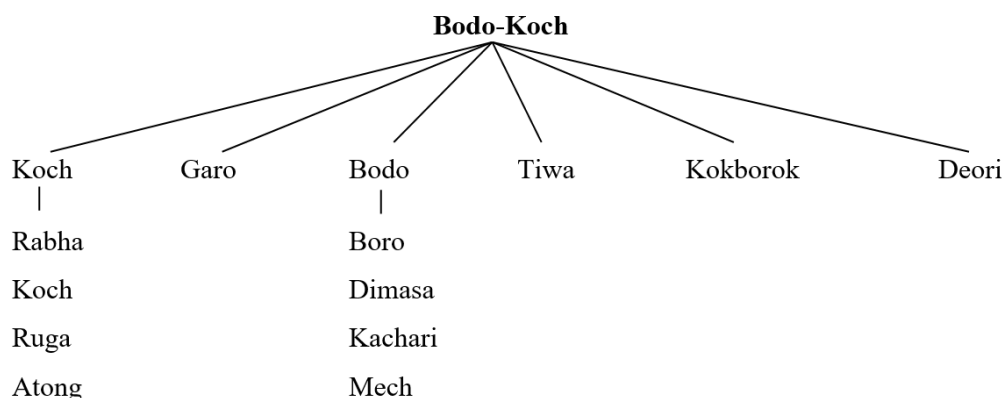 Bodo-Koch
Koch Garo Bodo Tiwa Kokborok Deori
Rabha Boro
Koch Dimasa
Ruga Kachari
Atong Mech